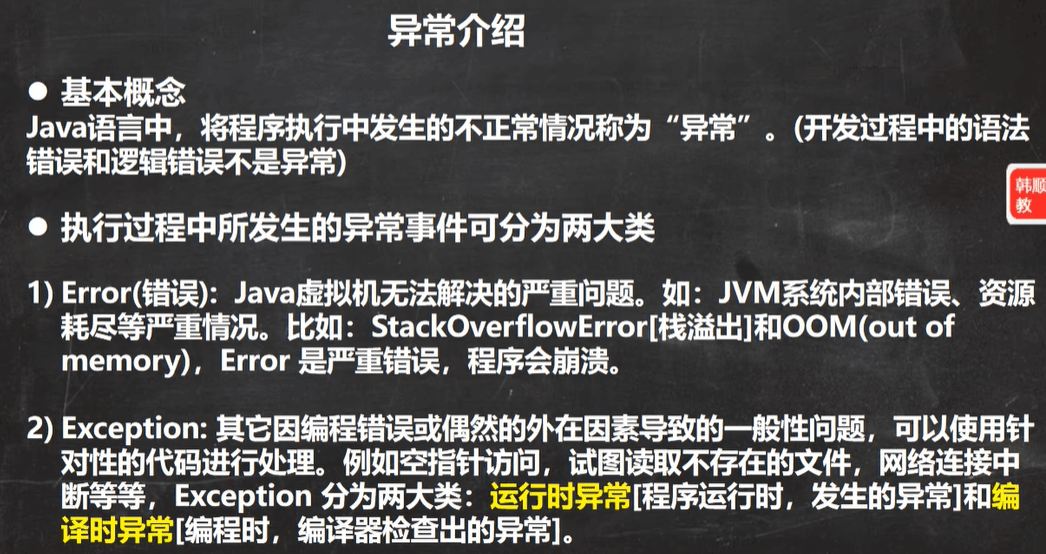 异常介绍
● 基本概念
Java语言中，将程序执行中发生的不正常情况称为“异常”。(开发过程中的语法
错误和逻辑错误不是异常)
韩顺
教
● 执行过程中所发生的异常事件可分为两大类
1) Error(错误)：Java虚拟机无法解决的严重问题。如：JVM系统内部错误、资源
耗尽等严重情况。比如：StackOverflowError[栈溢出]和OOM(out of
memory)，Error 是严重错误，程序会崩溃。
2) Exception: 其它因编程错误或偶然的外在因素导致的一般性问题，可以使用针
对性的代码进行处理。例如空指针访问，试图读取不存在的文件，网络连接中
断等等，Exception 分为两大类：运行时异常[程序运行时，发生的异常]和编
译时异常[编程时，编译器检查出的异常]。